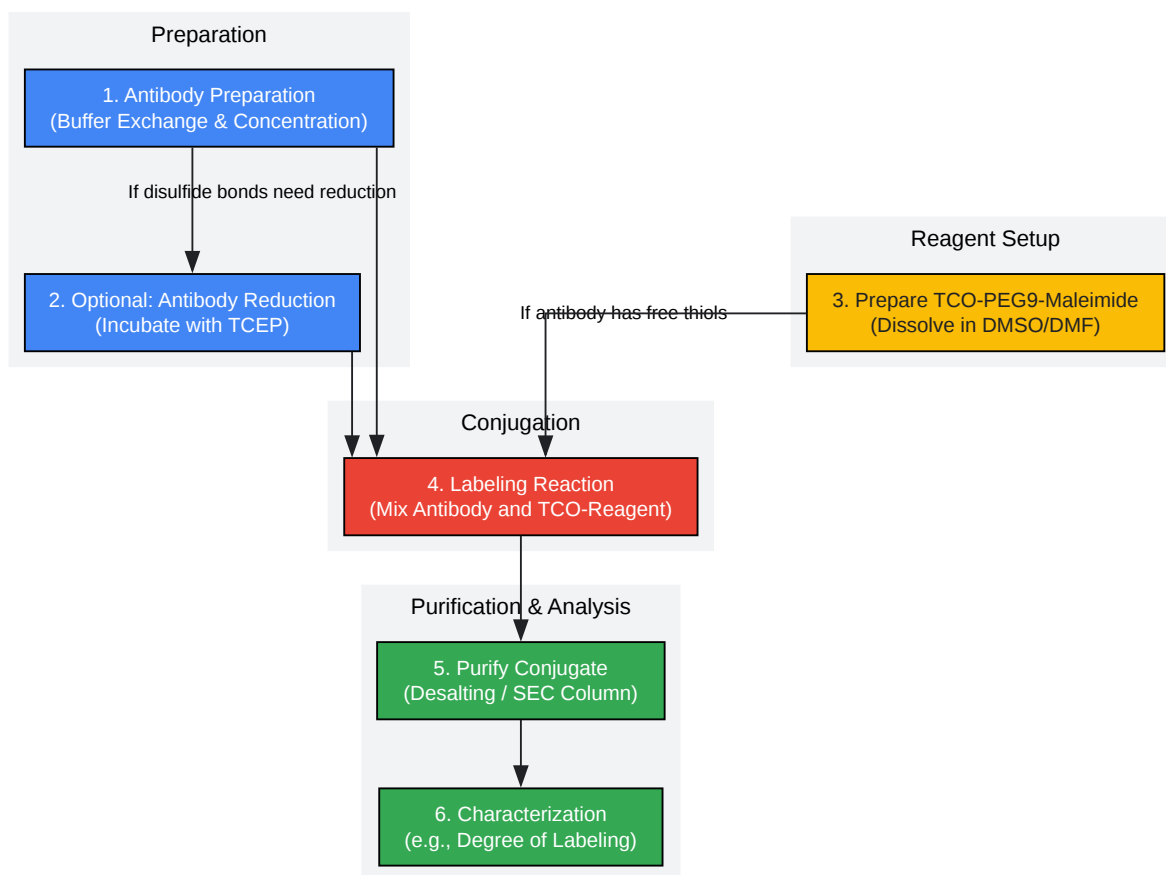 Preparation
1. Antibody Preparation
(Buffer Exchange & Concentration)
If disulfide bonds need reduction
2. Optional: Antibody Reduction
(Incubate with TCEP)
Reagent Setup
3. Prepare TCO-PEG9-Maleimide
(Dissolve in DMSO/DMF)
If antibody has free thiols
Conjugation
4. Labeling Reaction
(Mix Antibody and TCO-Reagent)
Purification & Analysis
5. Purify Conjugate
(Desalting / SEC Column)
6. Characterization
(e.g., Degree of Labeling)